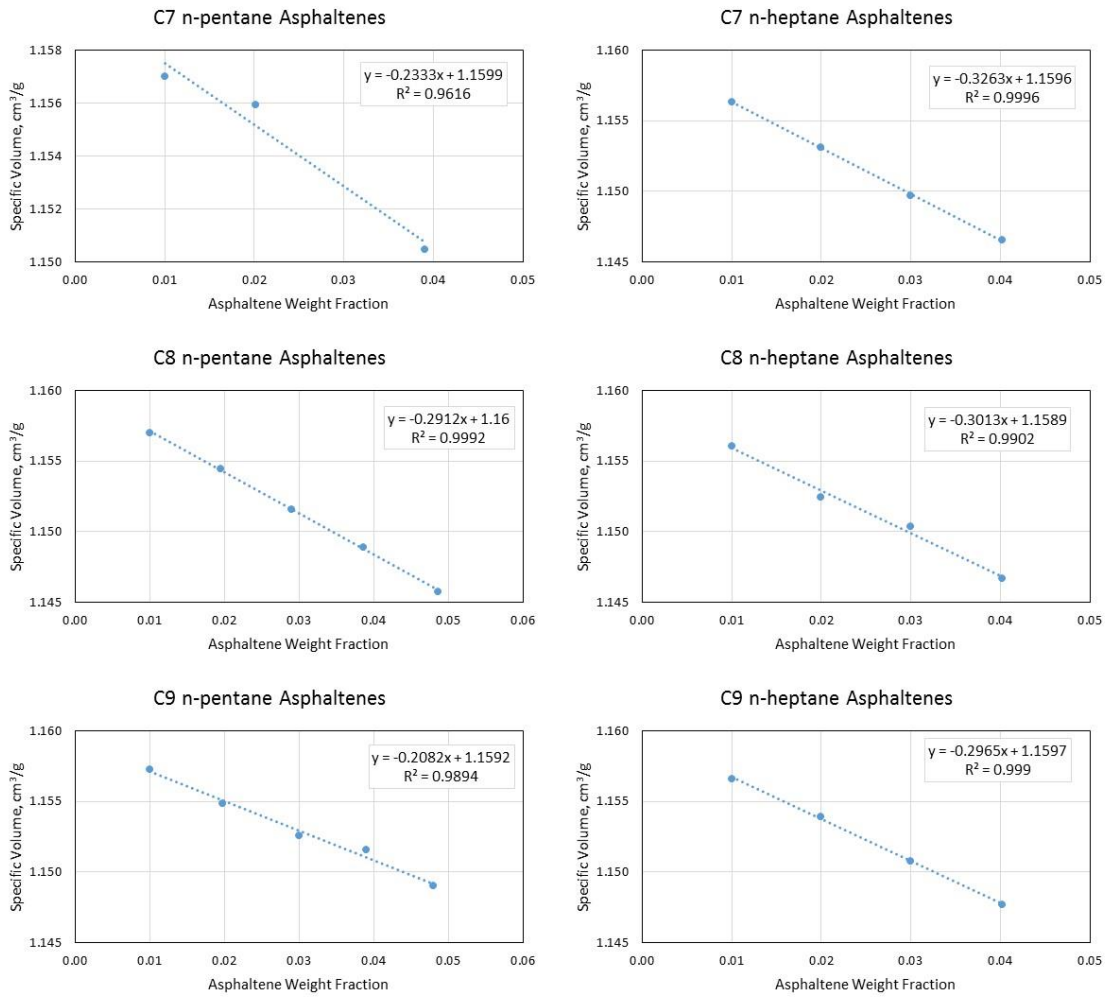 C7 n-pentane Asphaltenes
1.158
1.156
1.154
1.152
1.150
Specific Volume, cm³/g
y = -0.2333x + 1.1599
R² = 0.9616
0.00 0.01 0.02 0.03 0.04 0.05
Asphaltene Weight Fraction
C7 n-heptane Asphaltenes
1.160
1.155
1.150
1.145
Specific Volume, cm³/g
y = -0.3263x + 1.1596
R² = 0.9996
0.00 0.01 0.02 0.03 0.04 0.05
Asphaltene Weight Fraction
C8 n-pentane Asphaltenes
1.160
1.155
1.150
1.145
Specific Volume, cm³/g
y = -0.2912x + 1.16
R² = 0.9992
0.00 0.01 0.02 0.03 0.04 0.05 0.06
Asphaltene Weight Fraction
C8 n-heptane Asphaltenes
1.160
1.155
1.150
1.145
Specific Volume, cm³/g
y = -0.3013x + 1.1589
R² = 0.9902
0.00 0.01 0.02 0.03 0.04 0.05
Asphaltene Weight Fraction
C9 n-pentane Asphaltenes
1.160
1.155
1.150
1.145
Specific Volume, cm³/g
y = -0.2082x + 1.1592
R² = 0.9894
0.00 0.01 0.02 0.03 0.04 0.05 0.06
Asphaltene Weight Fraction
C9 n-heptane Asphaltenes
1.160
1.155
1.150
1.145
Specific Volume, cm³/g
y = -0.2965x + 1.1597
R² = 0.999
0.00 0.01 0.02 0.03 0.04 0.05
Asphaltene Weight Fraction